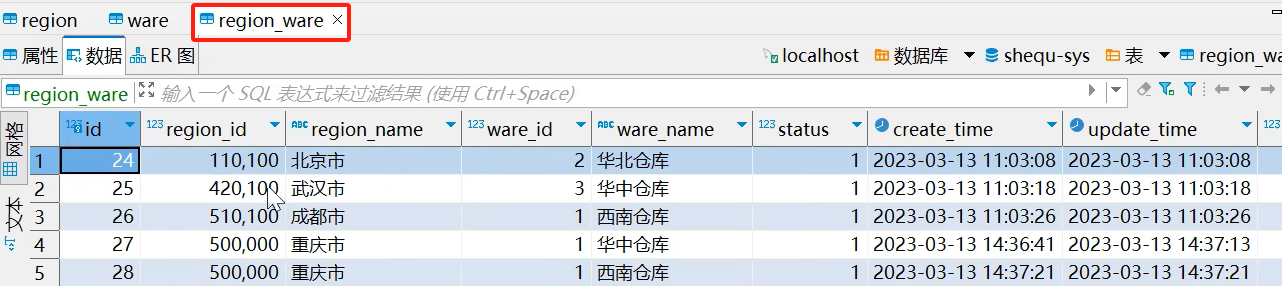 region ware region_ware
属性 数据 ER 图 localhost 数据库 shequ-sys 表 region_wa
region_ware 输入一个 SQL 表达式来过滤结果 (使用 Ctrl+Space)
网格
文本
123 id 123 region_id ABC region_name 123 ware_id ABC ware_name 123 status create_time update_time 123
1 24 110,100 北京市 2 华北仓库 1 2023-03-13 11:03:08 2023-03-13 11:03:08
2 25 420,100 武汉市 3 华中仓库 1 2023-03-13 11:03:18 2023-03-13 11:03:18
3 26 510,100 成都市 1 西南仓库 1 2023-03-13 11:03:26 2023-03-13 11:03:26
4 27 500,000 重庆市 1 华中仓库 1 2023-03-13 14:36:41 2023-03-13 14:37:13
5 28 500,000 重庆市 1 西南仓库 1 2023-03-13 14:37:21 2023-03-13 14:37:21